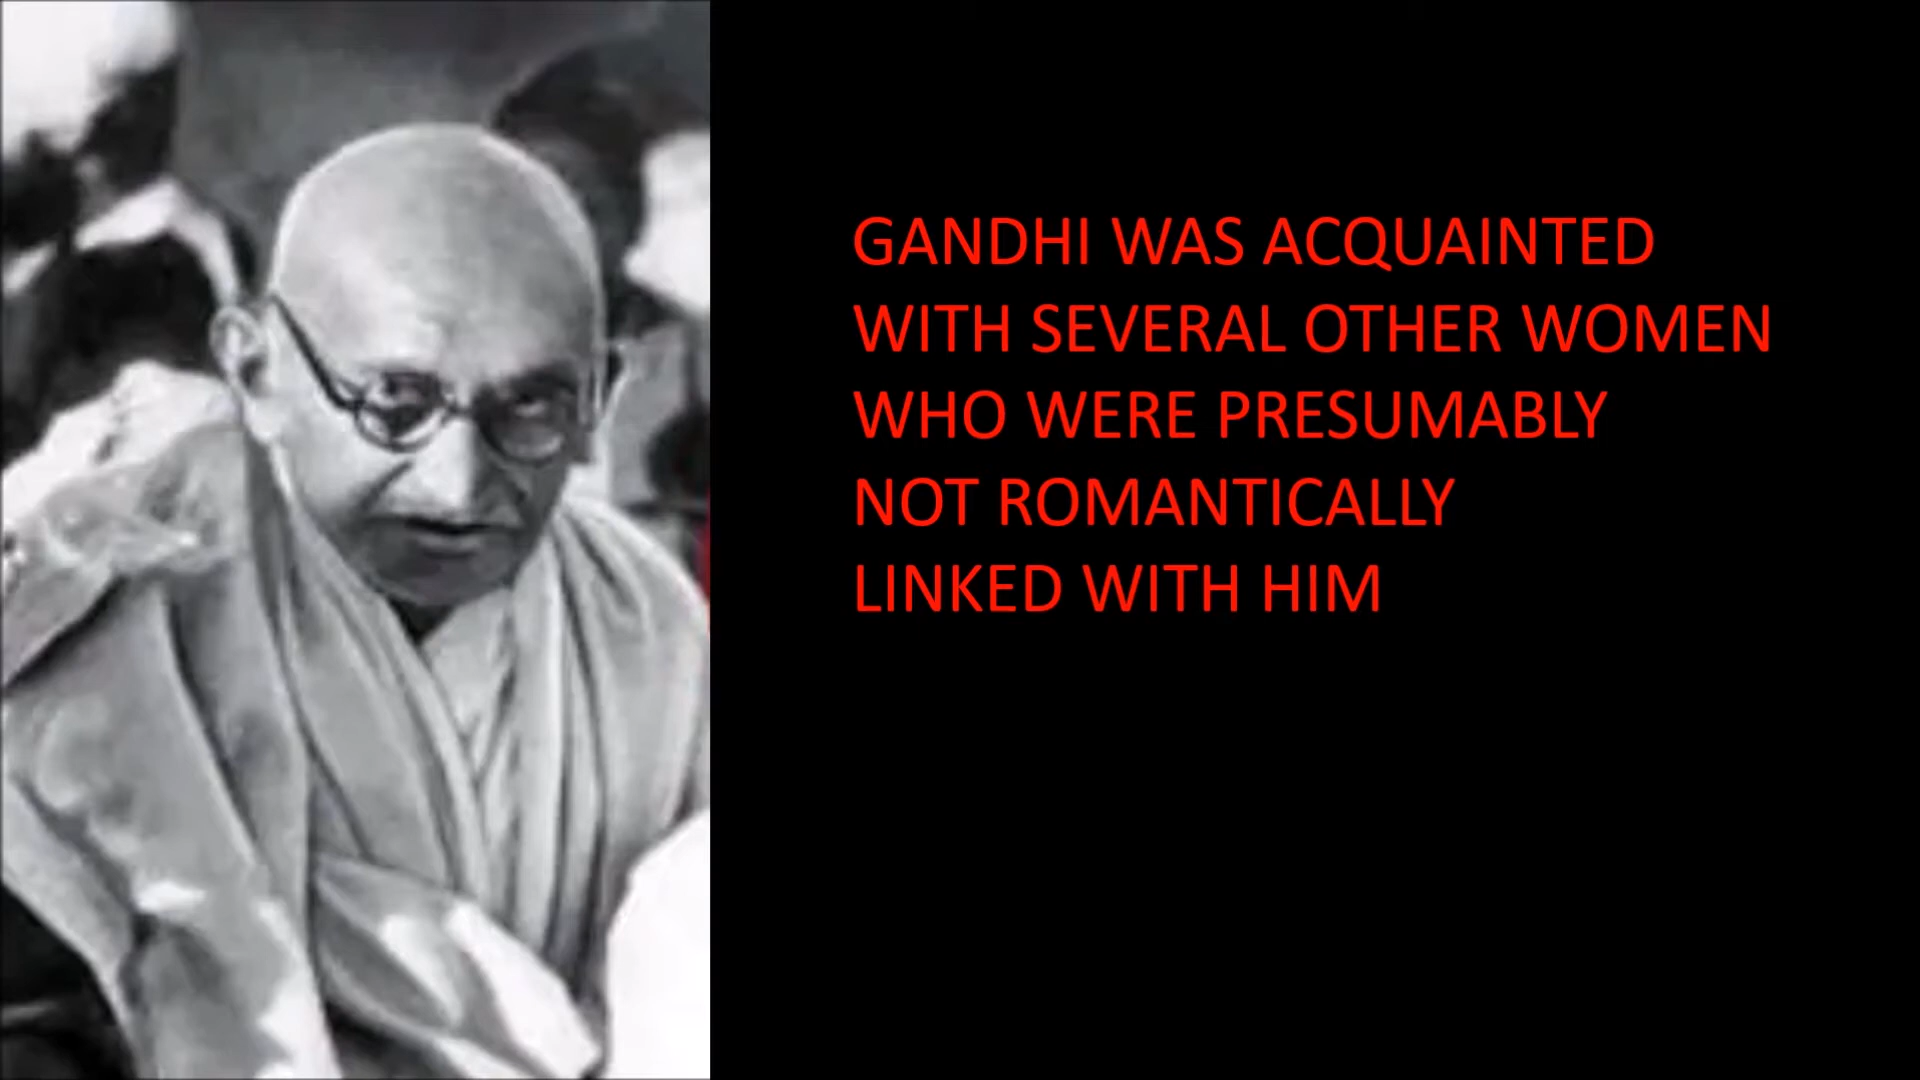 GANDHI WAS ACQUAINTED
WITH SEVERAL OTHER WOMEN
WHO WERE PRESUMABLY
NOT ROMANTICALLY
LINKED WITH HIM